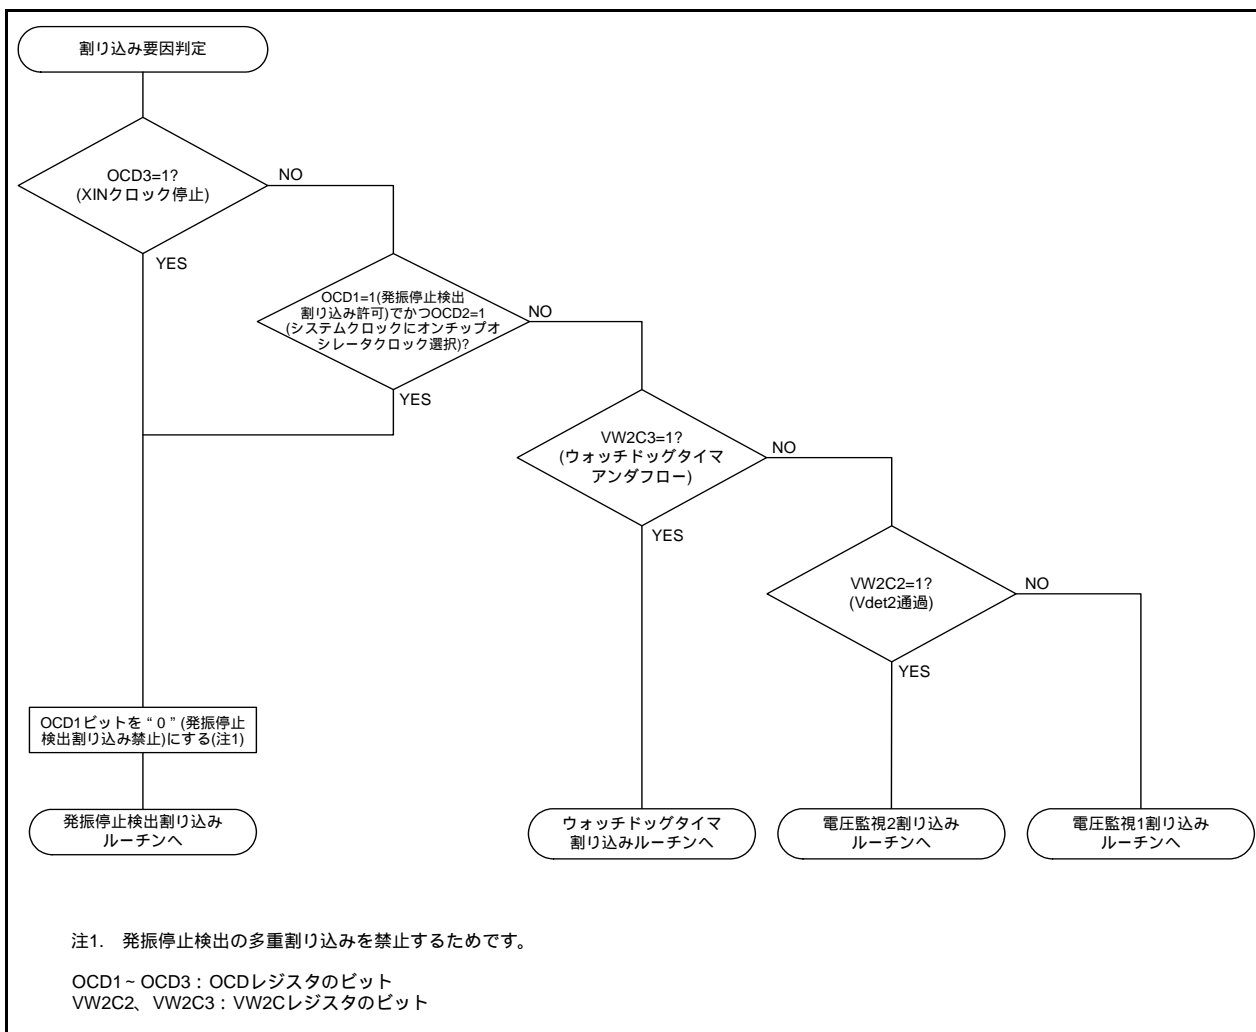 割り込み要因判定
OCD3=1?
(XINクロック停止)
NO
YES
OCD1=1(発振停止検出
割り込み許可)でかつOCD2=1
(システムクロックにオンチップオ
シレータクロック選択)?
NO
YES
VW2C3=1?
(ウォッチドッグタイマ
アンダフロー)
NO
YES
VW2C2=1?
(Vdet2通過)
NO
YES
OCD1ビットを“0”(発振停止
検出割り込み禁止)にする(注1)
発振停止検出割り込み
ルーチンへ
ウォッチドッグタイマ
割り込みルーチンへ
電圧監視2割り込み
ルーチンへ
電圧監視1割り込み
ルーチンへ
注1. 発振停止検出の多重割り込みを禁止するためです。
OCD1~OCD3:OCDレジスタのビット
VW2C2、VW2C3:VW2Cレジスタのビット